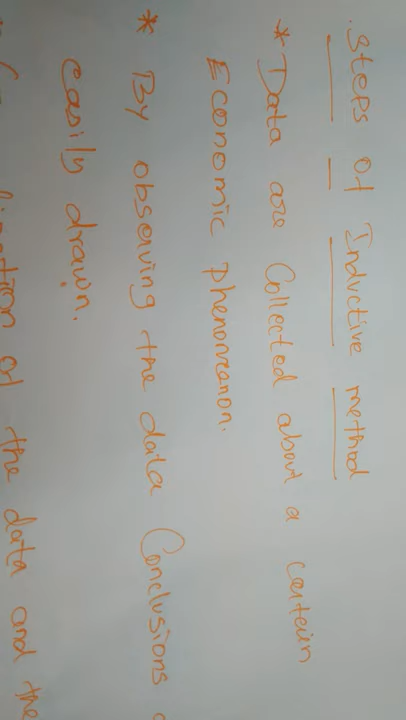 Steps of Inductive method
* Data are Collected about a certain
Economic Phenomenon.
* By observing the data Conclusions
easily drawn.
of the data and the